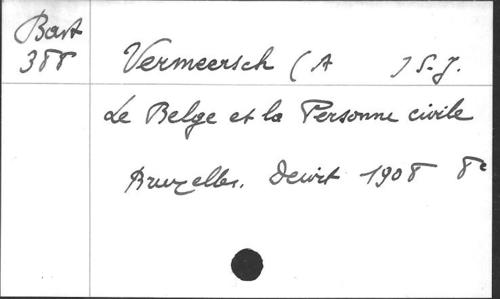 Bart
388
Vermeersch (A ) S.J.
Le Belge et la Personne civile
Bruxelles. Dewit 1908 8°